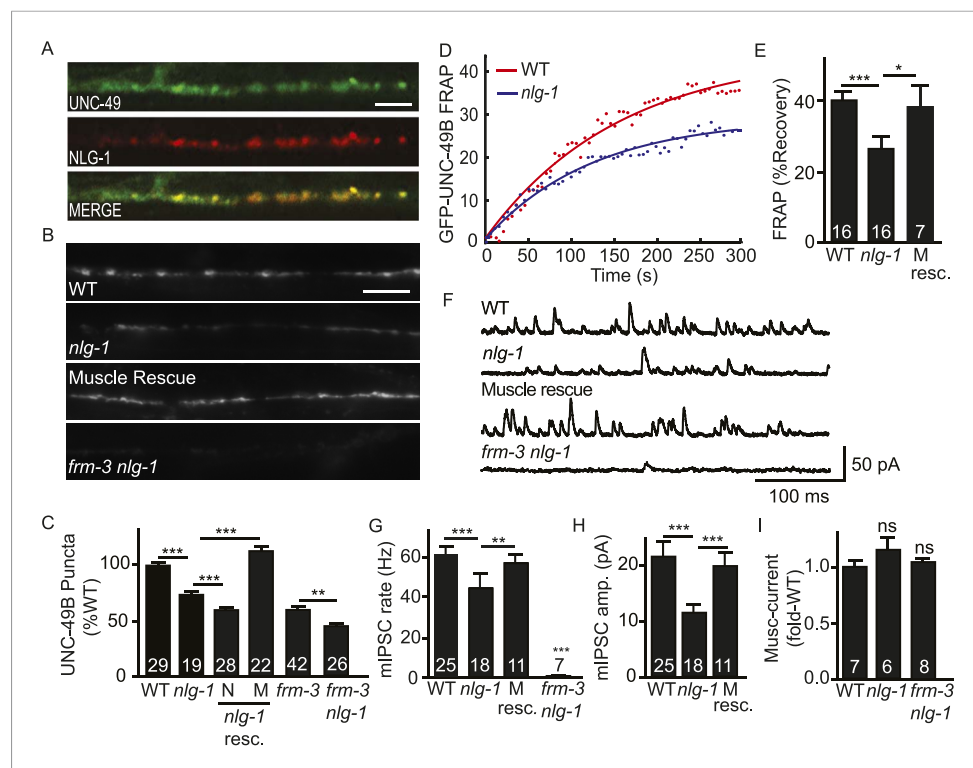 A
UNC-49
NLG-1
MERGE
B
WT
nlg-1
Muscle Rescue
frm-3 nlg-1
C
UNC-49B Puncta
(%WT)
100
50
0
***
***
***
**
29
19
28
22
42
26
WT
nlg-1
N
M
frm-3
frm-3
nlg-1
nlg-1
resc.
D
WT
nlg-1
GFP-UNC-49B FRAP
40
30
20
10
0
0
50
100
150
200
250
300
Time (s)
E
***
*
FRAP (%Recovery)
40
20
0
16
16
7
WT
nlg-1
M
resc.
F
WT
nlg-1
Muscle rescue
frm-3 nlg-1
50 pA
100 ms
G
***
**
***
mIPSC rate (Hz)
60
40
20
0
25
18
11
7
WT
nlg-1
M
resc.
frm-3
nlg-1
H
***
***
mIPSC amp. (pA)
20
10
0
25
18
11
WT
nlg-1
M
resc.
I
ns
ns
Musc-current
(fold-WT)
1.0
0.0
7
6
8
WT
nlg-1
frm-3
nlg-1